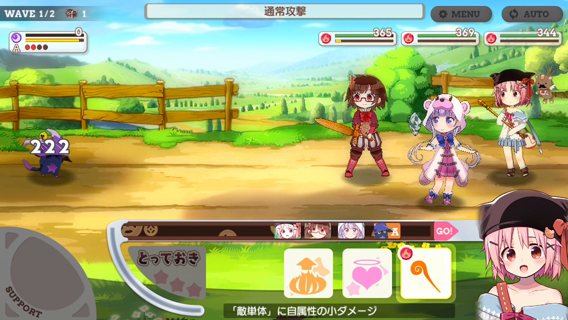 WAVE 1/2 1
通常攻撃
MENU
AUTO
0
A
365
369
344
222
GO!
A
とっておき
SUPPORT
「敵単体」に自属性の小ダメージ